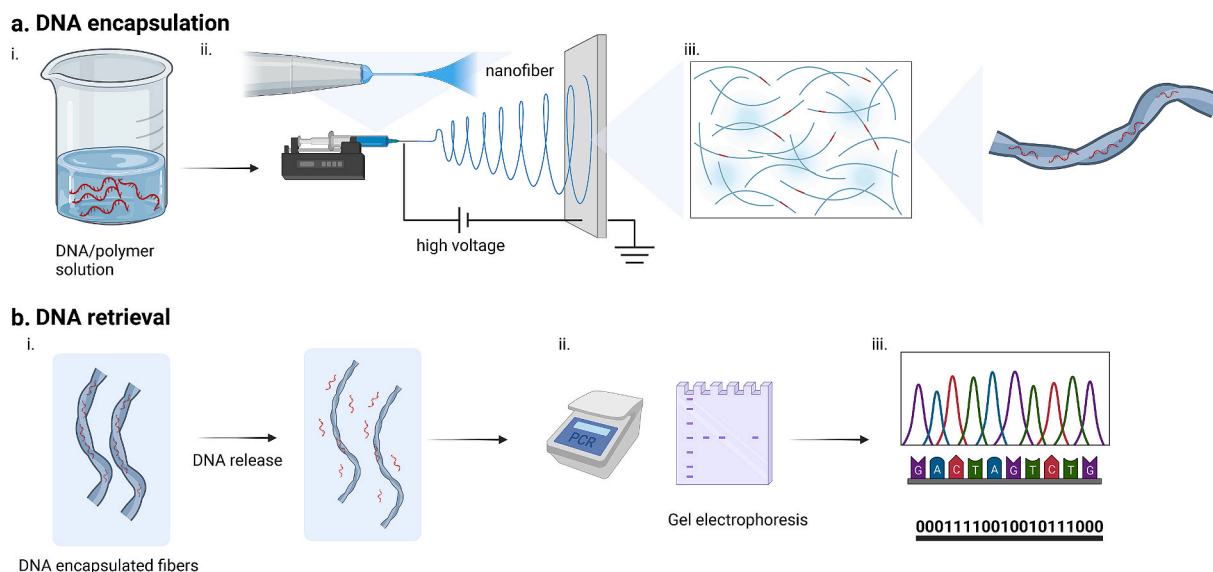 a. DNA encapsulation
i.
ii.
nanofiber
iii.
high voltage
DNA/polymer
solution
b. DNA retrieval
i.
DNA release
ii.
PCR
iii.
G A C T A G T C T G
Gel electrophoresis
00011111001001011000
DNA encapsulated fibers